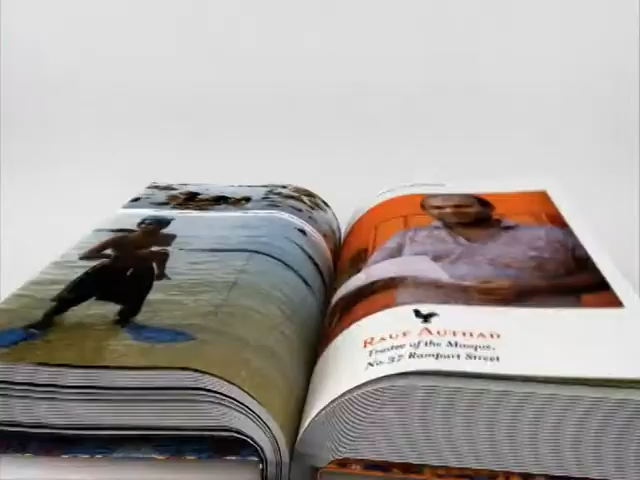 RAUF AUTHAD
Trustee of the Mosque,
No.37 Rampart Street